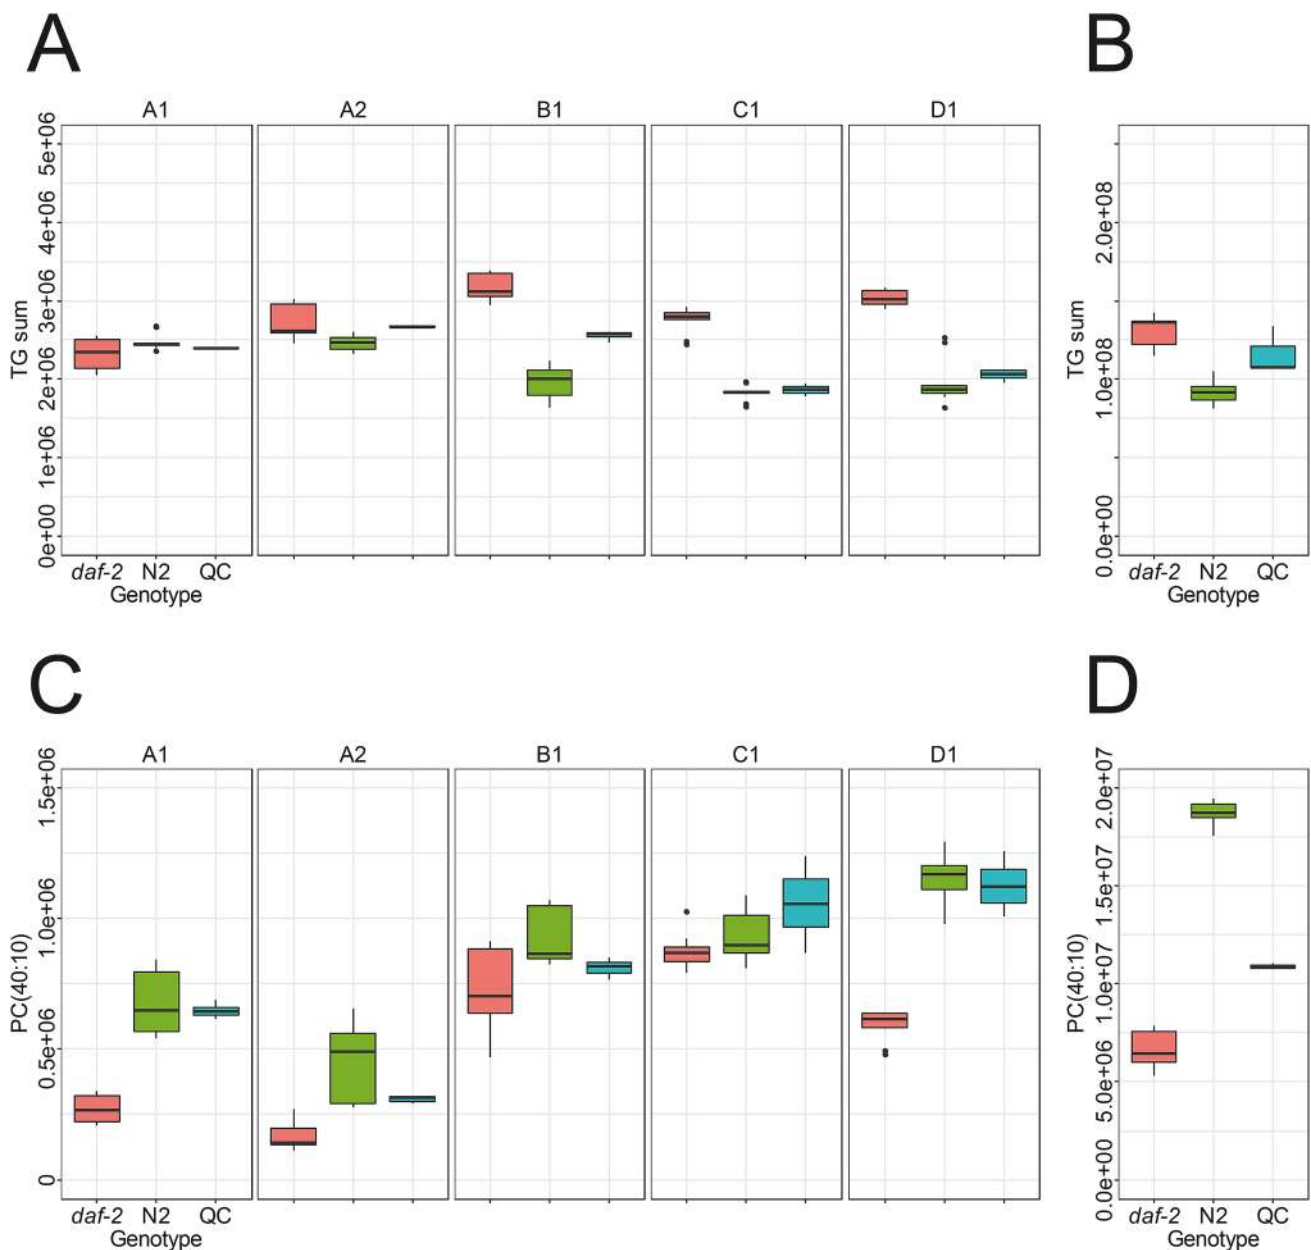 A
B
A1 A2 B1 C1 D1
TG sum
5e+06
4e+06
3e+06
2e+06
1e+06
0e+00
daf-2 N2 QC
Genotype
TG sum
2.0e+08
1.0e+08
0.0e+00
daf-2 N2 QC
Genotype
C
D
A1 A2 B1 C1 D1
PC(40:10)
1.5e+06
1.0e+06
0.5e+06
0
daf-2 N2 QC
Genotype
PC(40:10)
2.0e+07
1.5e+07
1.0e+07
5.0e+06
0.0e+00
daf-2 N2 QC
Genotype